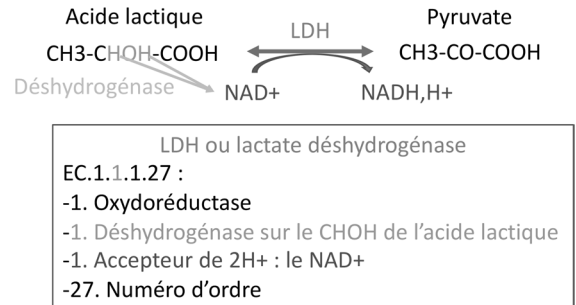 Acide lactique
Pyruvate
LDH
CH3-CHOH-COOH
CH3-CO-COOH
Déshydrogénase
NAD+
NADH,H+
LDH ou lactate déshydrogénase
EC.1.1.1.27 :
-1. Oxydoréductase
-1. Déshydrogénase sur le CHOH de l'acide lactique
-1. Accepteur de 2H+ : le NAD+
-27. Numéro d'ordre